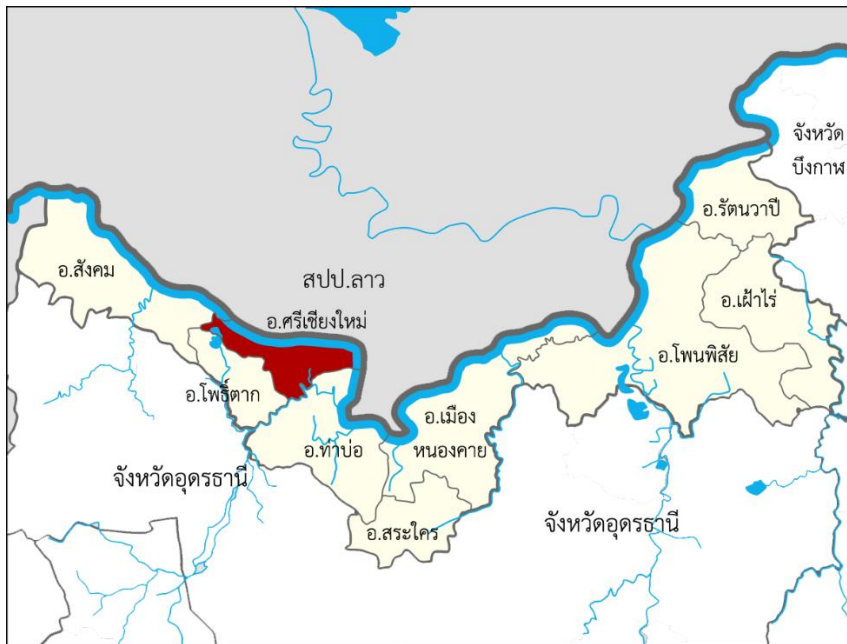 จังหวัด
บึงกาฬ
อ.รัตนวาปี
อ.สังคม
สปป.ลาว
อ.เฝ้าไร่
อ.ศรีเชียงใหม่
อ.โพนพิสัย
อ.โพธิ์ตาก
อ.เมือง
หนองคาย
อ.ท่าบ่อ
จังหวัดอุดรธานี
จังหวัดอุดรธานี
อ.สระใคร